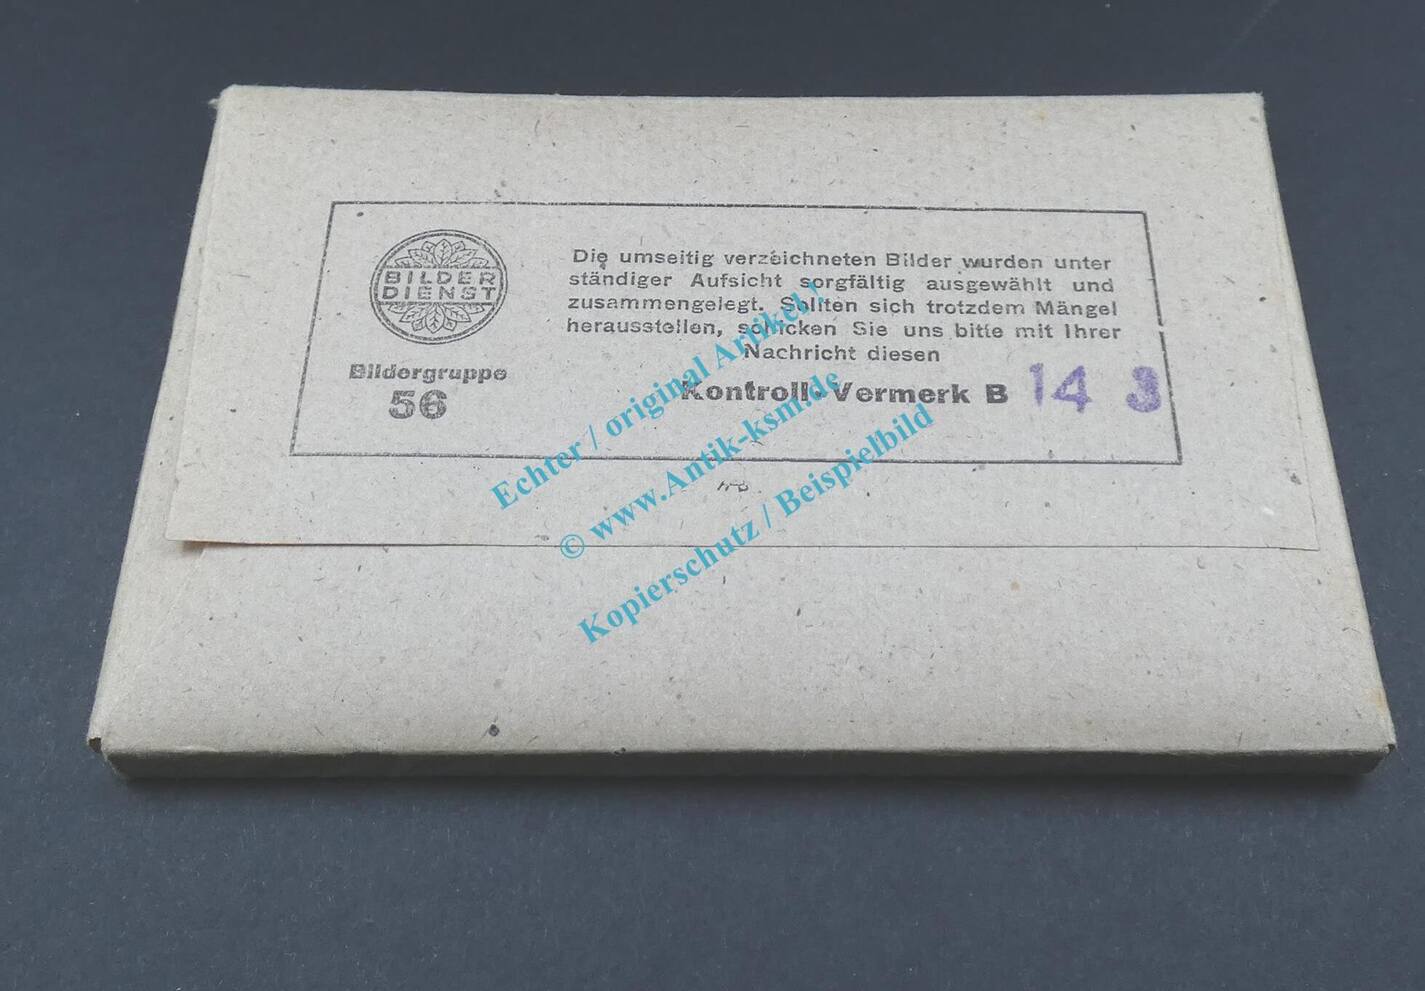 BILDER
DIENST
Bildergruppe
56
Die umseitig verzeichneten Bilder wurden unter
ständiger Aufsicht sorgfältig ausgewählt und
zusammengelegt. Sollten sich trotzdem Mängel
herausstellen, schicken Sie uns bitte mit Ihrer
Nachricht diesen
Kontroll-Vermerk B 14 3
Echter / original Artikel !
© www.Antik-ksm.de
Kopierschutz / Beispielbild